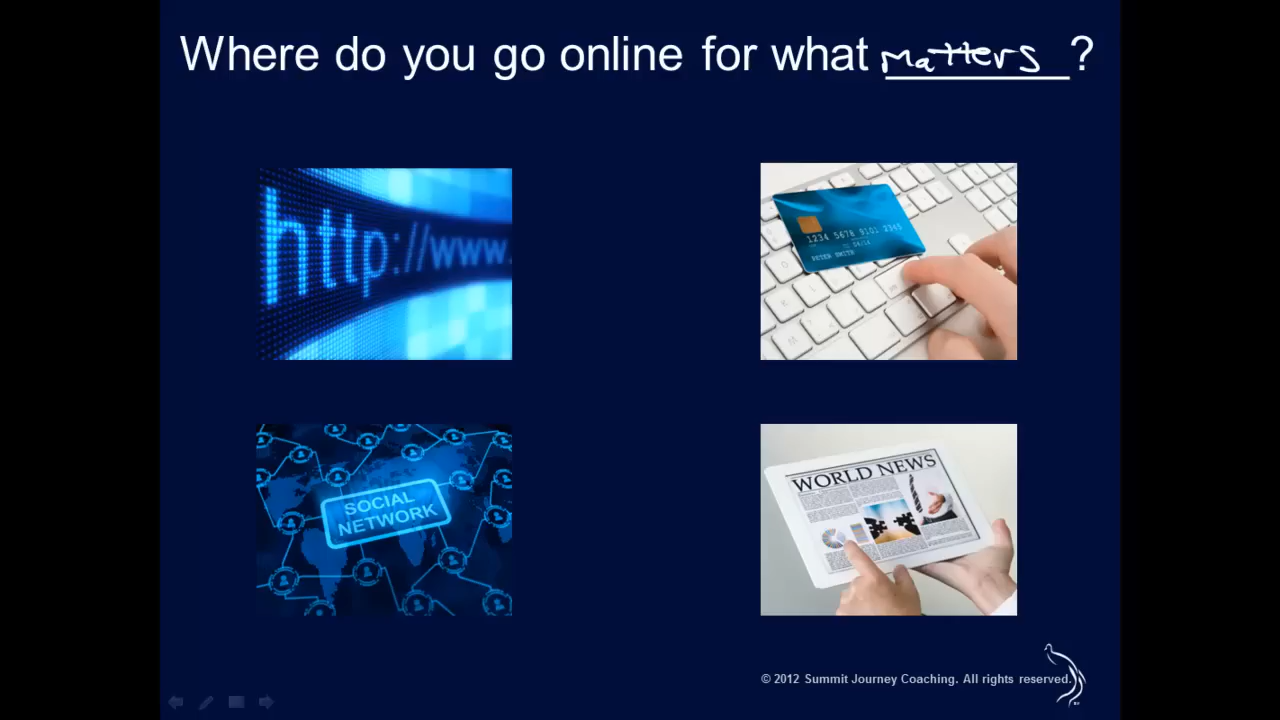 Where do you go online for what matters ?
http://www.
1234 5678 9101 2345
PETER SMITH
SOCIAL
NETWORK
WORLD NEWS
© 2012 Summit Journey Coaching. All rights reserved.